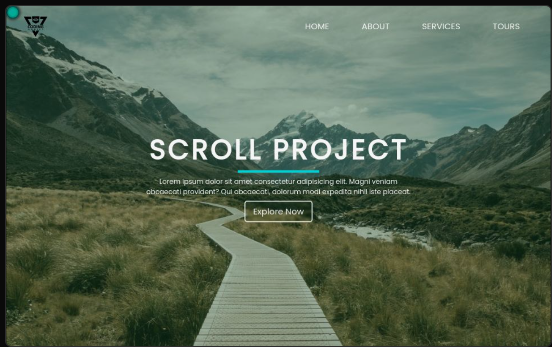 HOME ABOUT SERVICES TOURS
SCROLL PROJECT
Lorem ipsum dolor sit amet consectetur adipisicing elit. Magni veniam
obcaecati provident? Qui obcaecati, dolorum modi expedita nihil iste placeat.
Explore Now